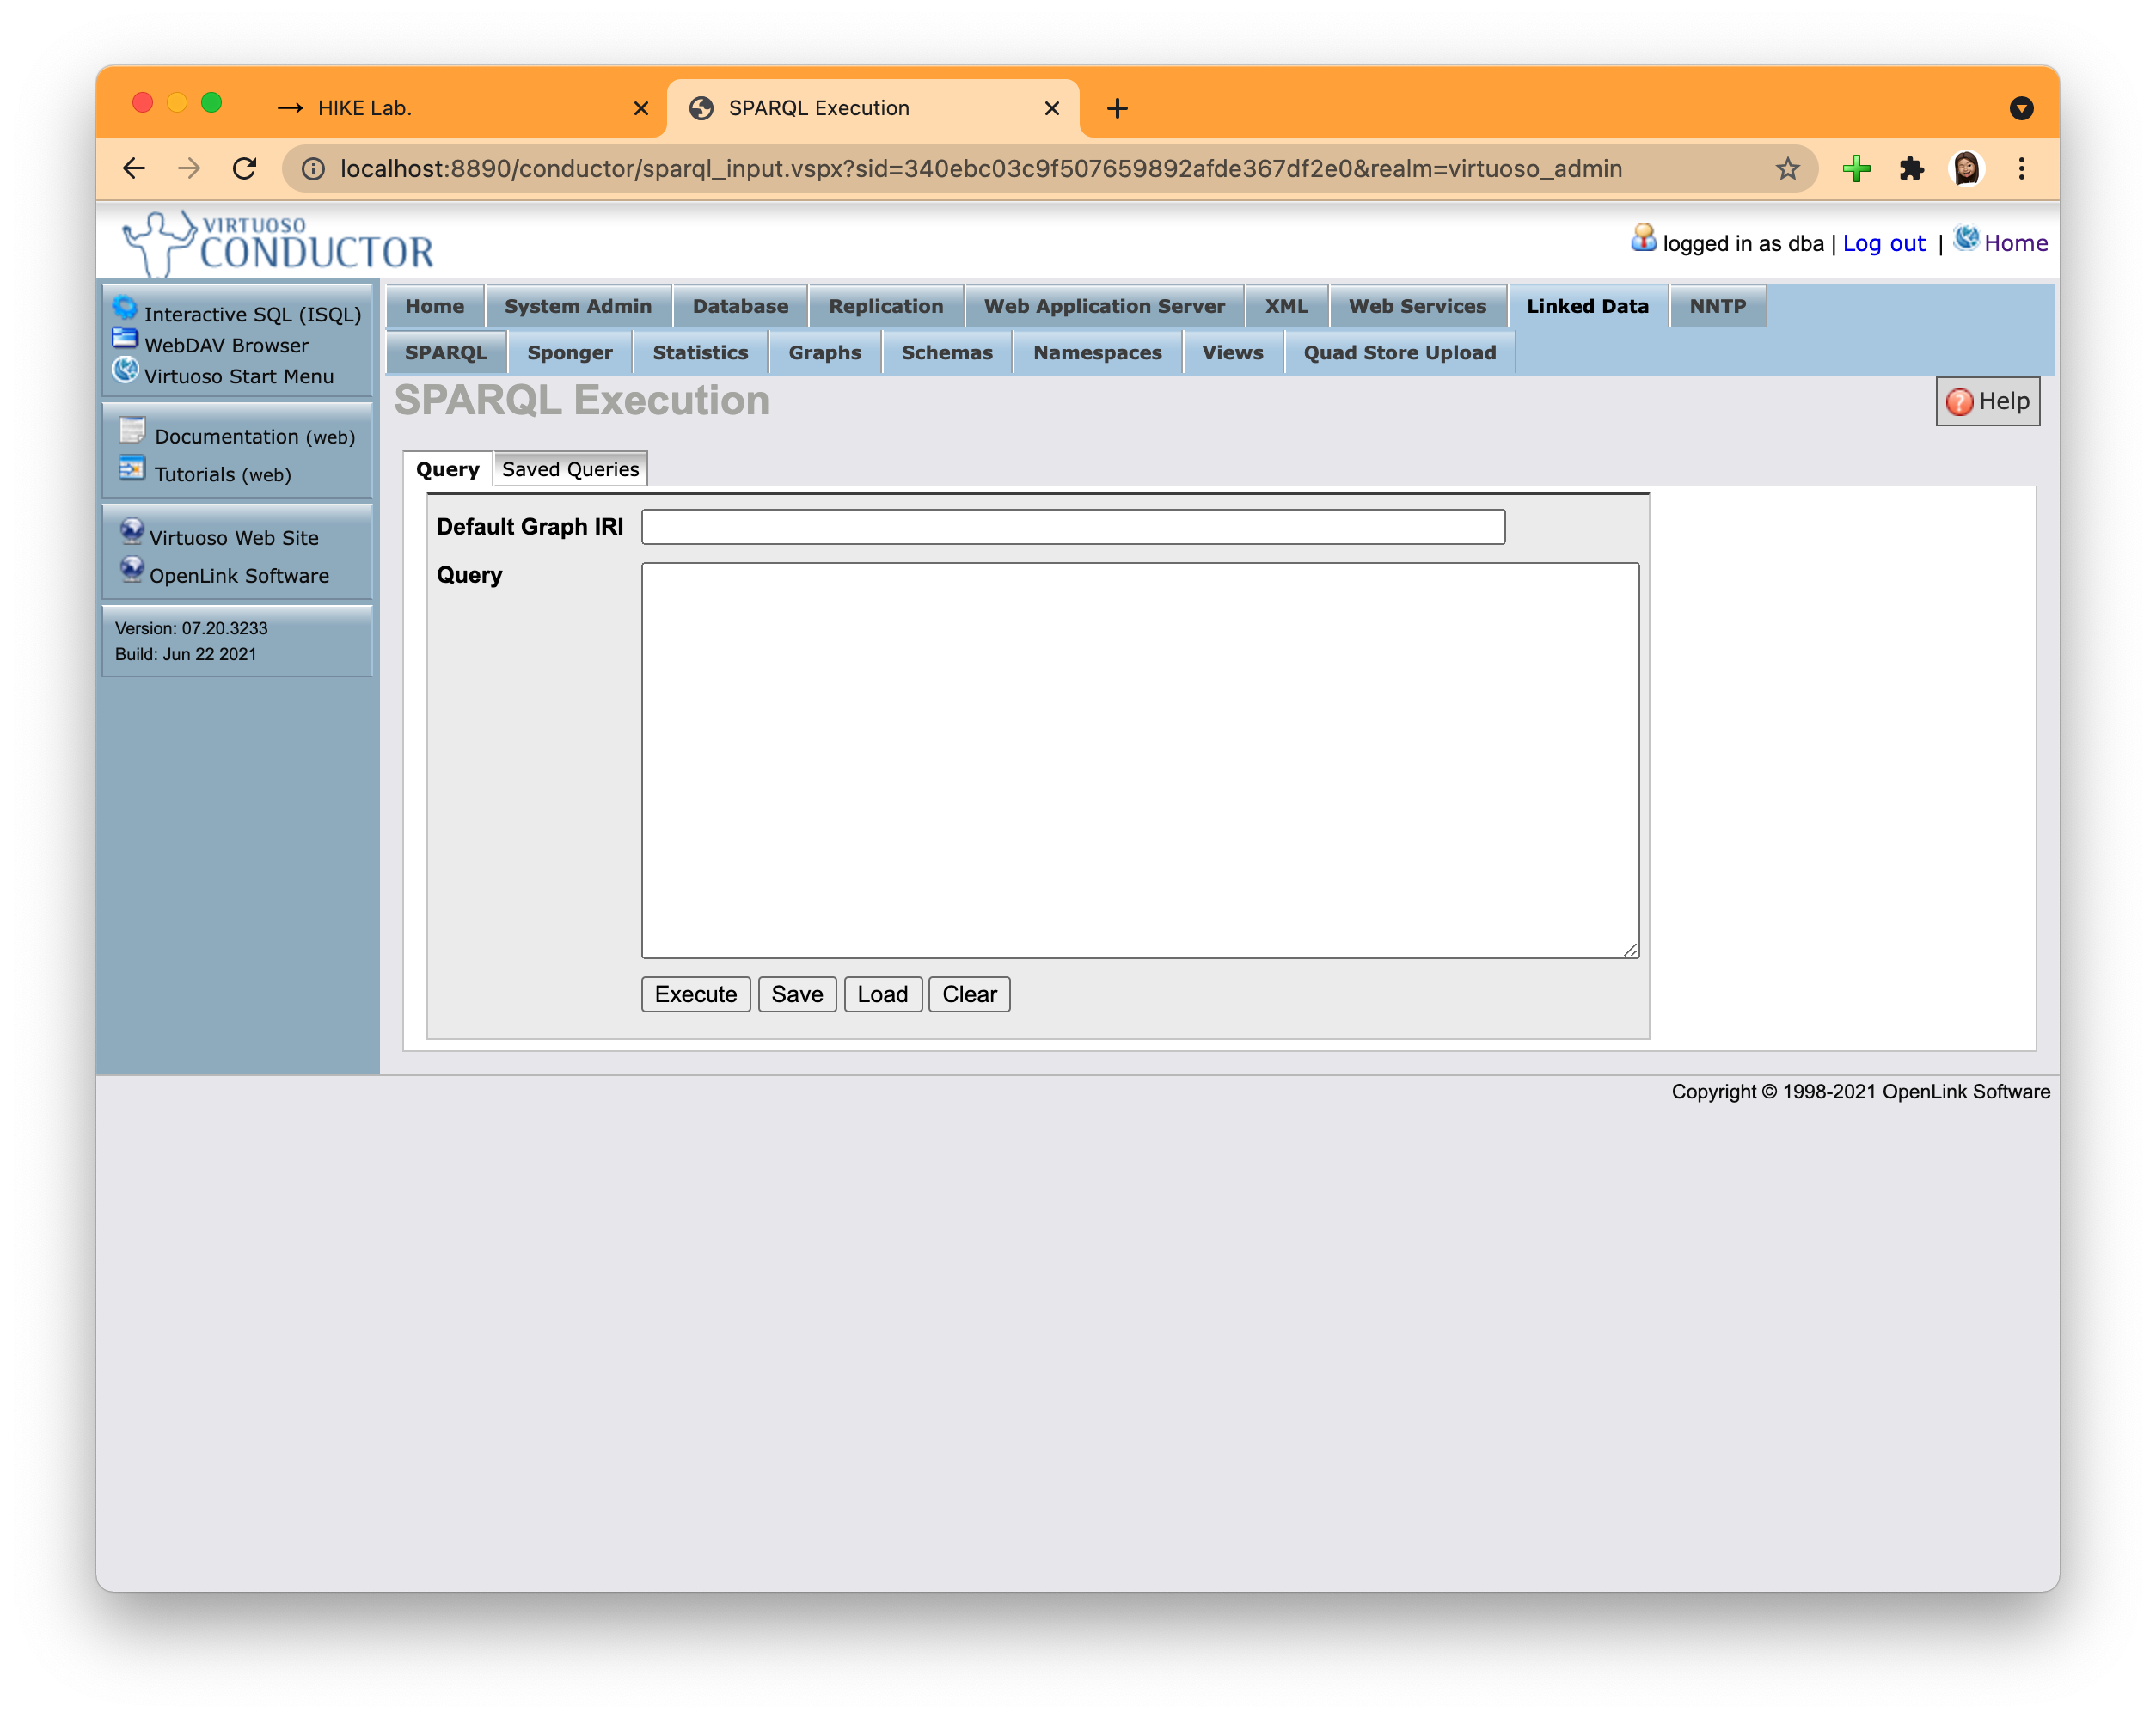 HIKE Lab.
SPARQL Execution
localhost:8890/conductor/sparql_input.vspx?sid=340ebc03c9f507659892afde367df2e0&realm=virtuoso_admin
VIRTUOSO
CONDUCTOR
logged in as dba | Log out | Home
Interactive SQL (ISQL)
WebDAV Browser
Virtuoso Start Menu
Documentation (web)
Tutorials (web)
Virtuoso Web Site
OpenLink Software
Version: 07.20.3233
Build: Jun 22 2021
Home System Admin Database Replication Web Application Server XML Web Services Linked Data NNTP
SPARQL Sponger Statistics Graphs Schemas Namespaces Views Quad Store Upload
SPARQL Execution
Help
Query Saved Queries
Default Graph IRI
Query
Execute Save Load Clear
Copyright © 1998-2021 OpenLink Software